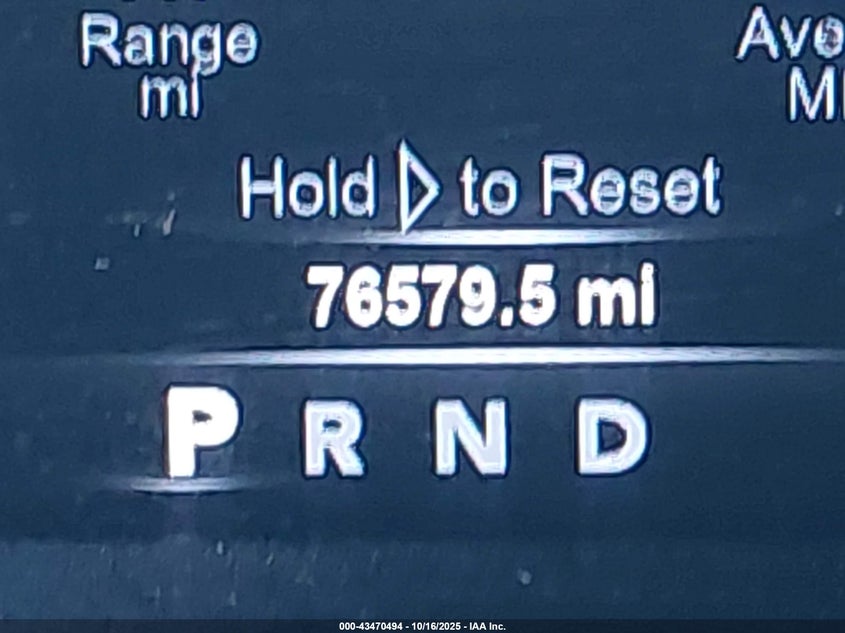 Range
mi
Hold ▷ to Reset
76579.5 mi
P R N D
000-43470494 - 10/16/2025 - IAA Inc.